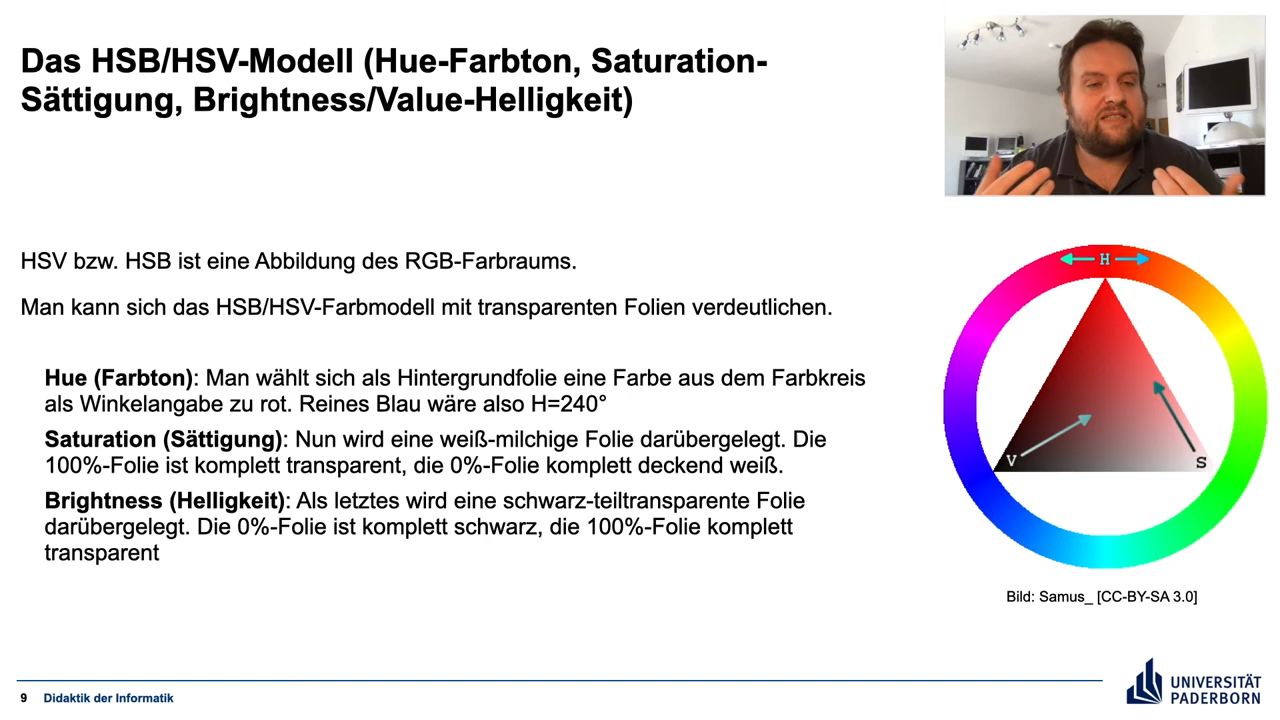 Das HSB/HSV-Modell (Hue-Farbton, Saturation-
Sättigung, Brightness/Value-Helligkeit)
HSV bzw. HSB ist eine Abbildung des RGB-Farbraums.
Man kann sich das HSB/HSV-Farbmodell mit transparenten Folien verdeutlichen.
Hue (Farbton): Man wählt sich als Hintergrundfolie eine Farbe aus dem Farbkreis
als Winkelangabe zu rot. Reines Blau wäre also H=240°
Saturation (Sättigung): Nun wird eine weiß-milchige Folie darübergelegt. Die
100%-Folie ist komplett transparent, die 0%-Folie komplett deckend weiß.
Brightness (Helligkeit): Als letztes wird eine schwarz-teiltransparente Folie
darübergelegt. Die 0%-Folie ist komplett schwarz, die 100%-Folie komplett
transparent
H
V
S
Bild: Samus_ [CC-BY-SA 3.0]
9 Didaktik der Informatik
UNIVERSITÄT
PADERBORN